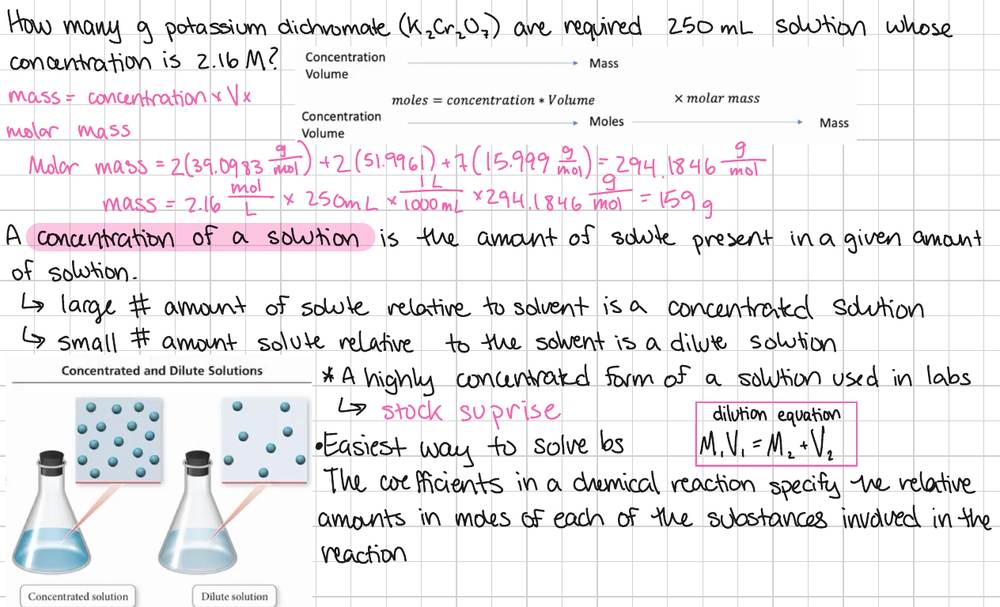 How many g potassium dichromate (K₂Cr₂O₇) are required 250 mL solution whose
concentration is 2.16 M?
Concentration
Volume
Mass
mass = concentration × V ×
molar mass
moles = concentration ∗ Volume
× molar mass
Concentration
Volume
Moles
Mass
Molar mass = 2(39.0983 g/mol) + 2(51.9961) + 7(15.999 g/mol) = 294.1846 g/mol
mass = 2.16 mol/L × 250mL × 1L/1000mL × 294.1846 g/mol = 159 g
A concentration of a solution is the amount of solute present in a given amount
of solution.
↳ large # amount of solute relative to solvent is a concentrated solution
↳ small # amount solute relative to the solvent is a dilute solution
Concentrated and Dilute Solutions
Concentrated solution
Dilute solution
* A highly concentrated form of a solution used in labs
↳ stock suprise
dilution equation
M₁V₁ = M₂ + V₂
• Easiest way to solve bs
The coefficients in a chemical reaction specify the relative
amounts in moles of each of the substances involved in the
reaction